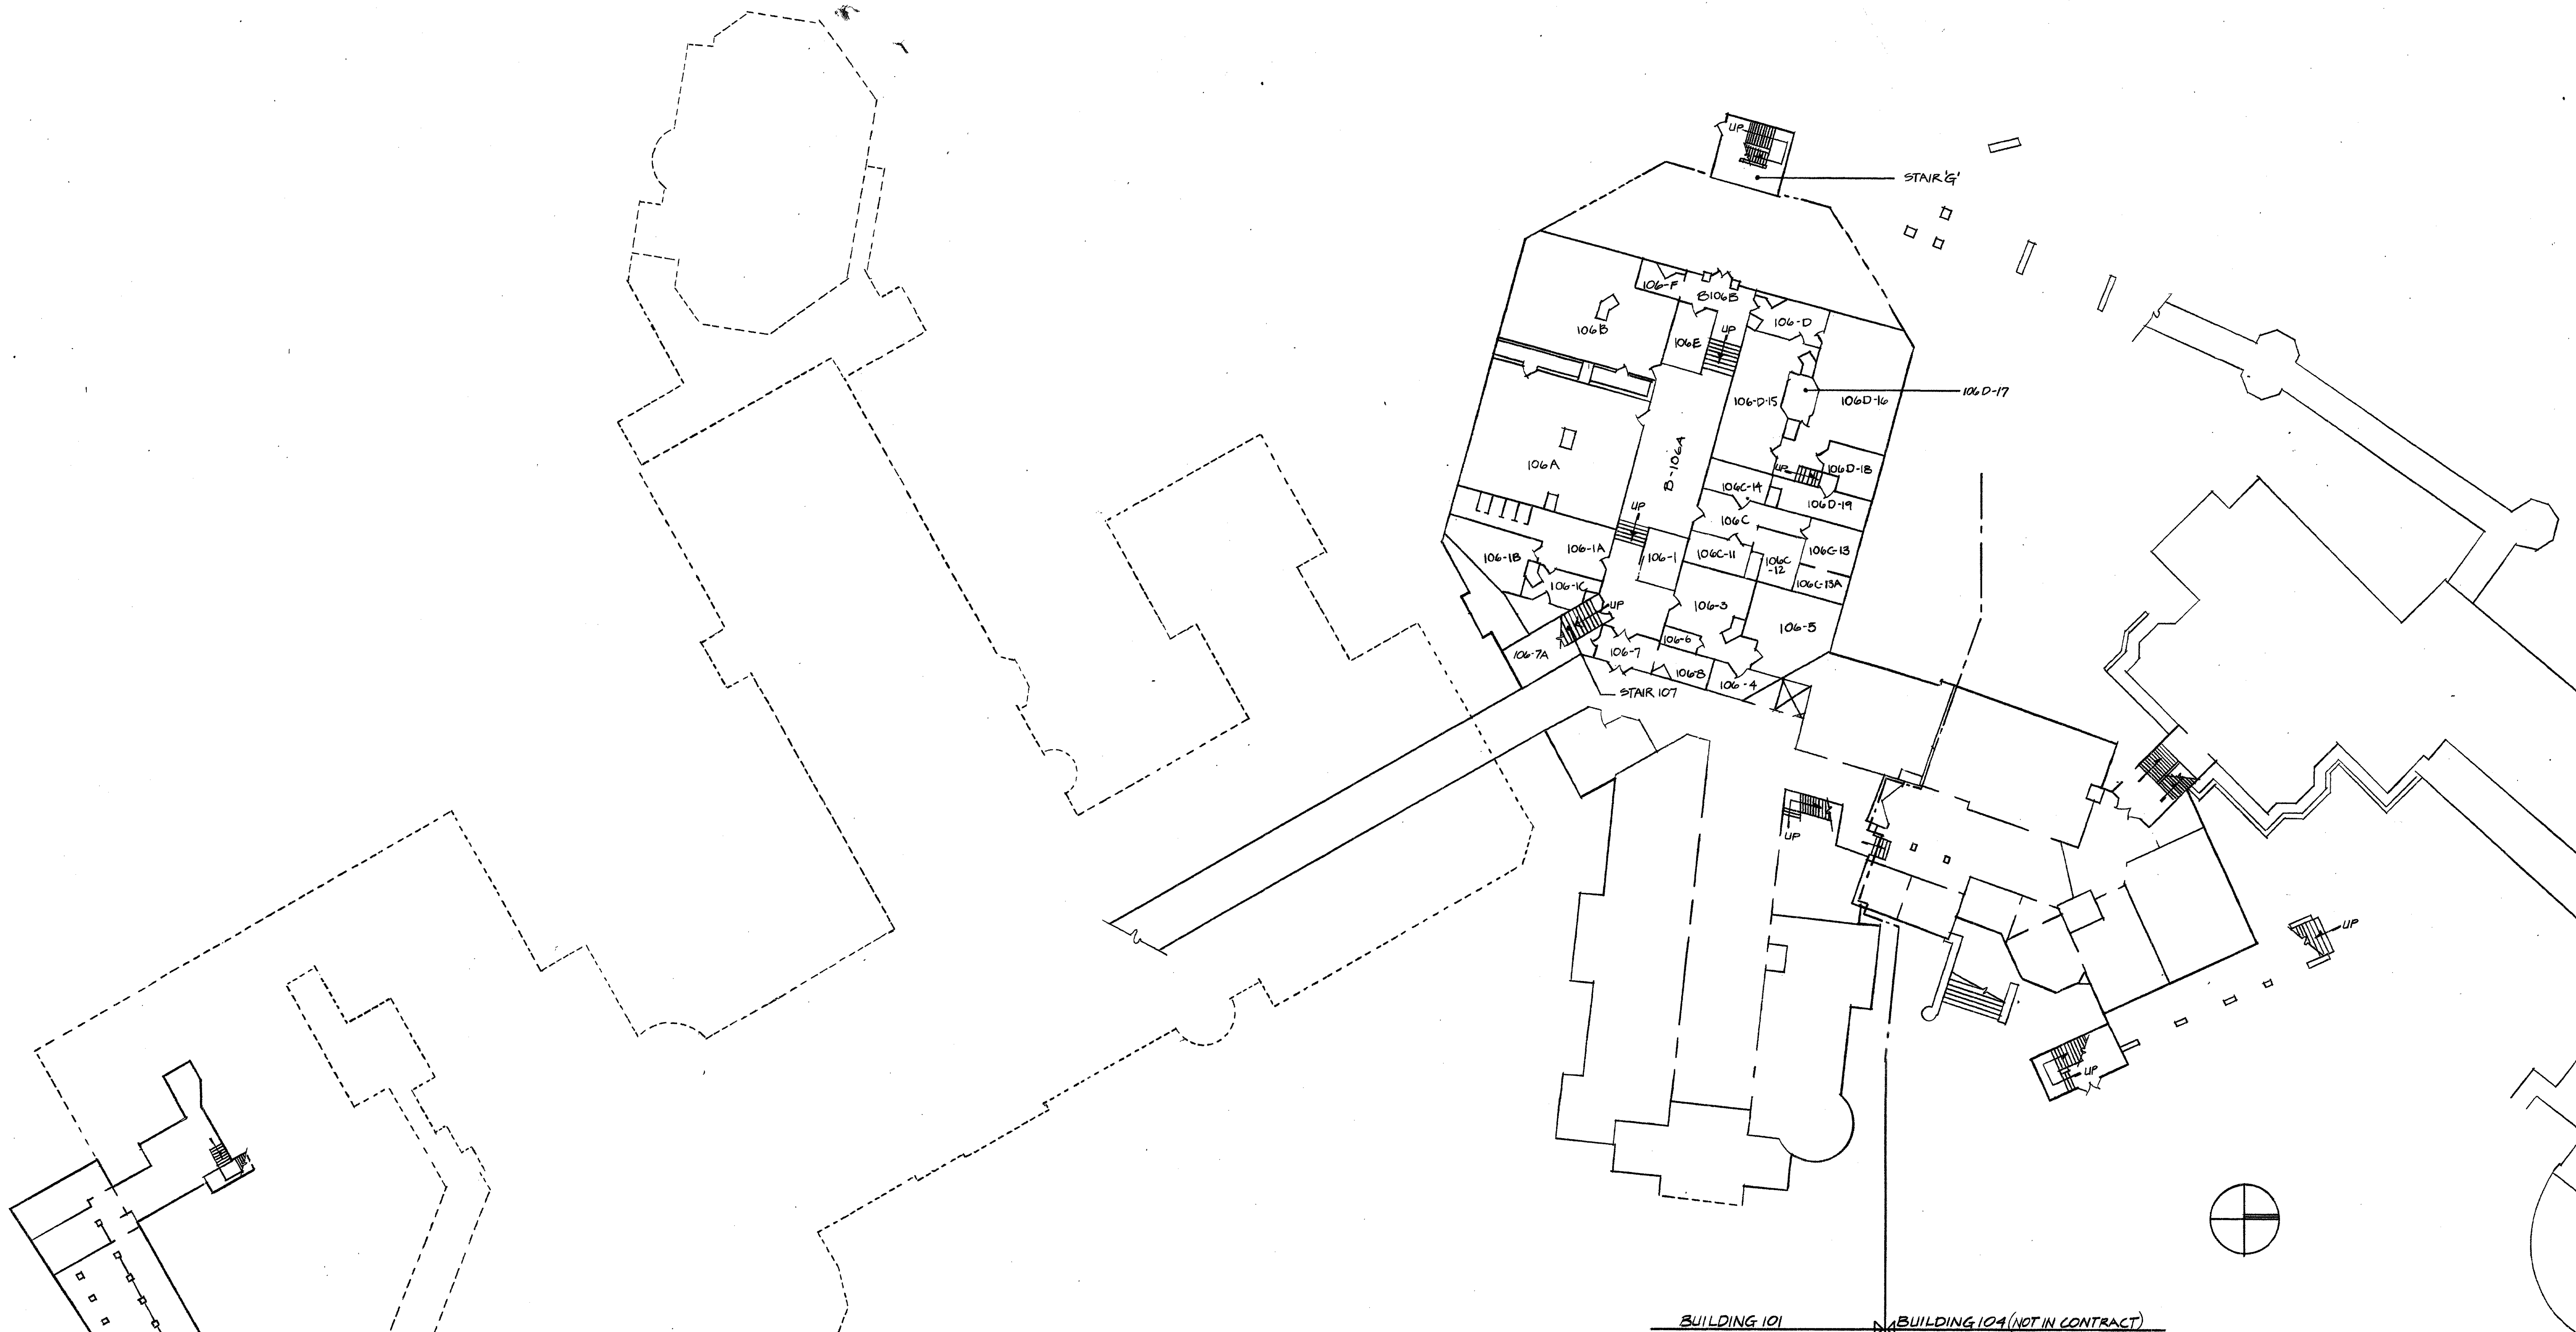 UP
STAIR 'G'
106-F
B106B
106B
106-D
UP
106E
106D-17
106-D-15
106D-16
B-106A
106A
UP
106D-18
106C-14
106D-19
UP
106C
106-1A
106-1B
106-1
106C-11
106C-13
106C
-12
106C-13A
106-1C
UP
106-3
106-5
106-6
106-7
106-7A
106-8
106-4
STAIR 107
UP
UP
UP
BUILDING 101
BUILDING 104 (NOT IN CONTRACT)